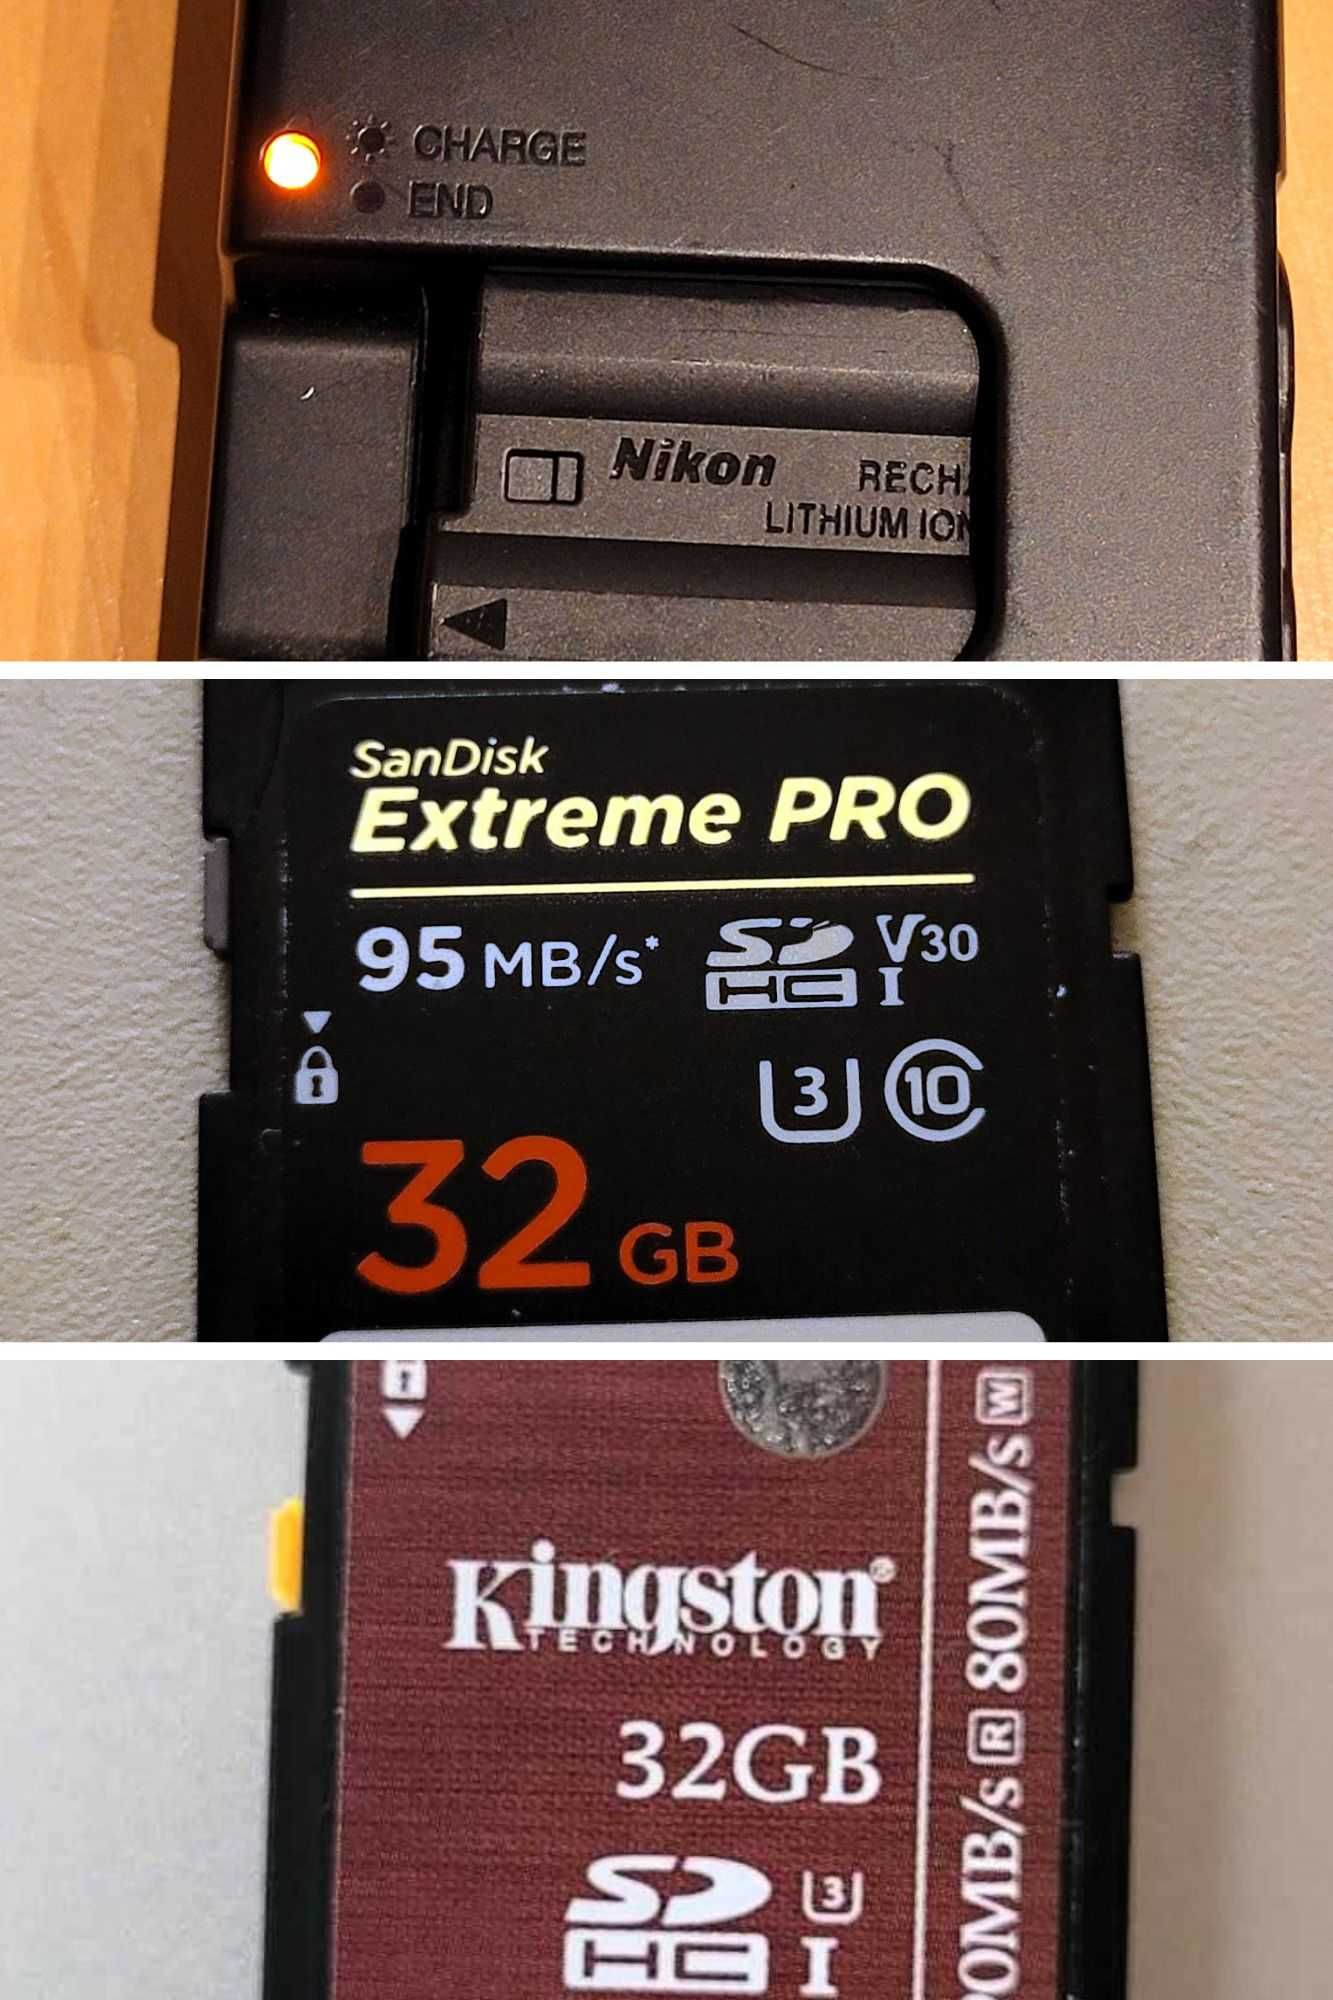 CHARGE
END
Nikon
RECHA
LITHIUM ION
SanDisk
Extreme PRO
95 MB/s*
SD HC V30 I
3 10
32 GB
Kingston®
TECHNOLOGY
32GB
SD HC 3 I
0MB/s R 80MB/s W